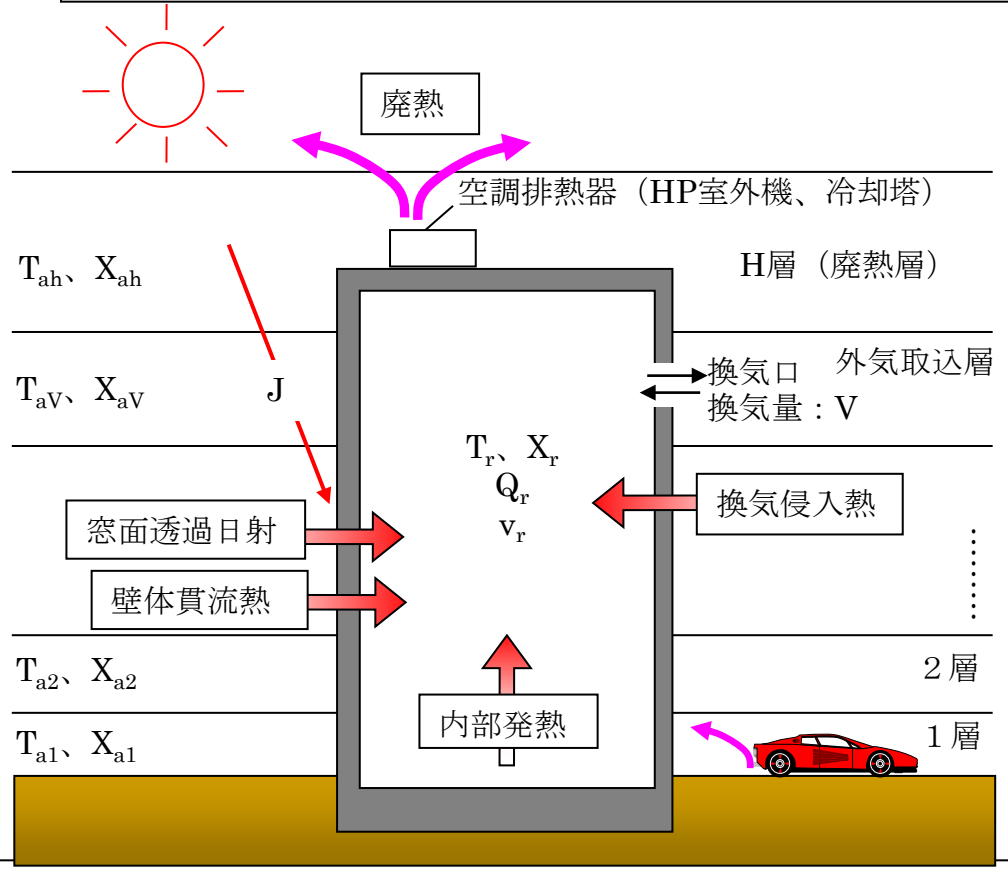 廃熱
空調排熱器（HP室外機、冷却塔）
Tah、Xah
H層（廃熱層）
TaV、XaV
J
換気口
外気取込層
換気量：V
Tr、Xr
Qr
vr
換気侵入熱
窓面透過日射
壁体貫流熱
Ta2、Xa2
２層
内部発熱
Ta1、Xa1
１層